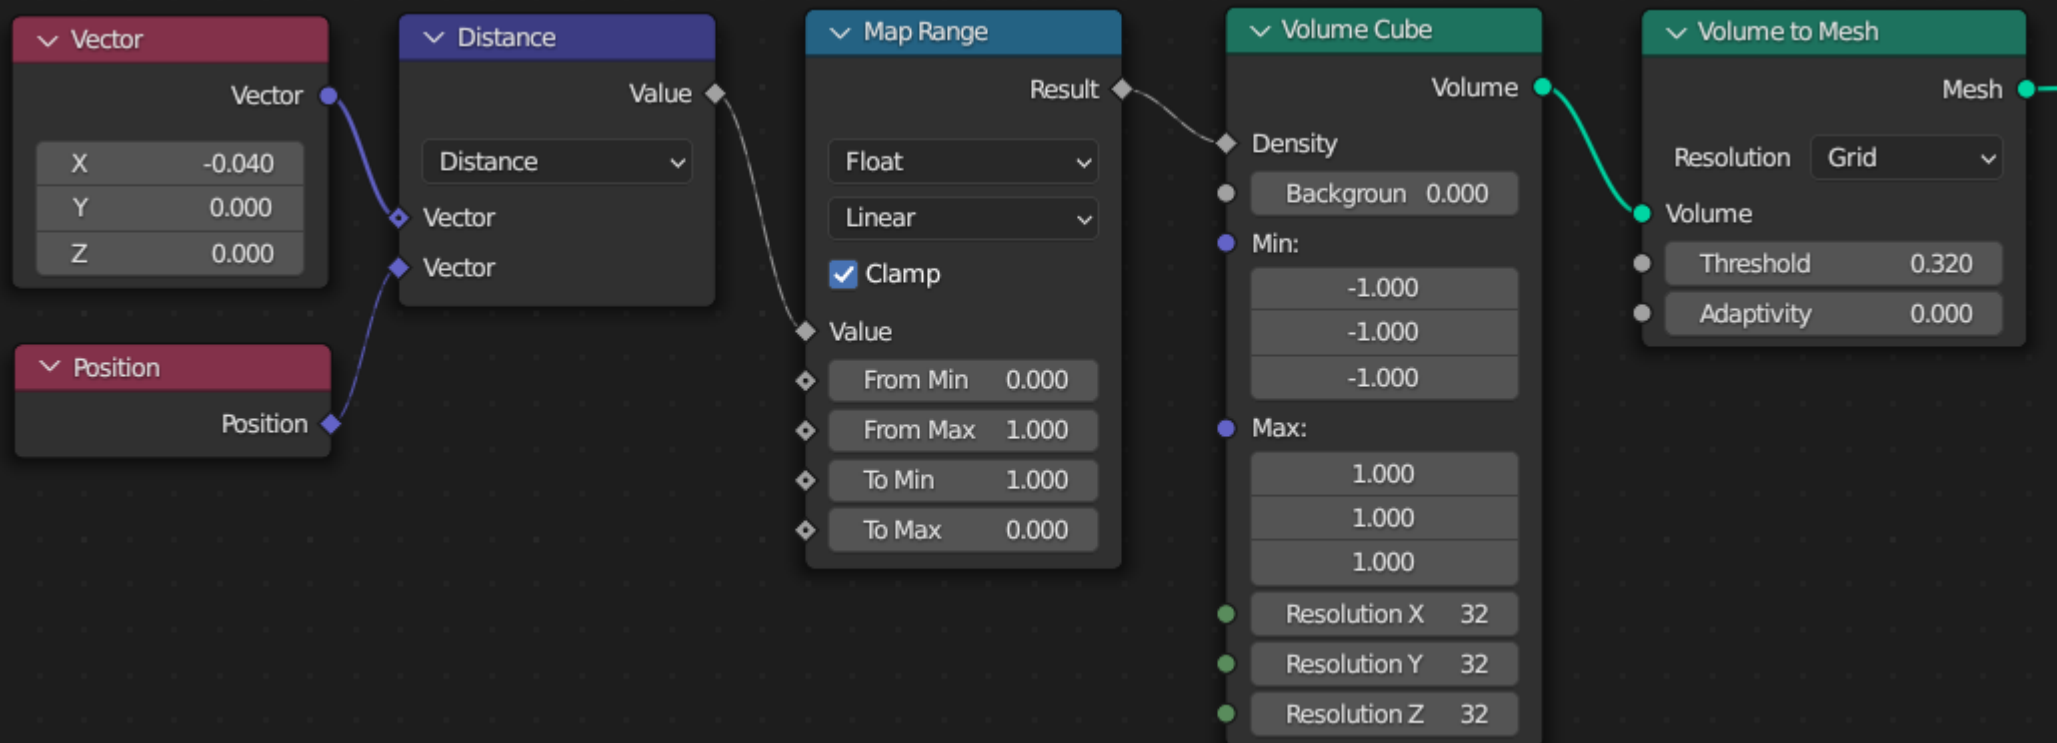 Vector
Vector
X -0.040
Y 0.000
Z 0.000
Position
Position
Distance
Value
Distance
Vector
Vector
Map Range
Result
Float
Linear
Clamp
Value
From Min 0.000
From Max 1.000
To Min 1.000
To Max 0.000
Volume Cube
Volume
Density
Backgroun 0.000
Min:
-1.000
-1.000
-1.000
Max:
1.000
1.000
1.000
Resolution X 32
Resolution Y 32
Resolution Z 32
Volume to Mesh
Mesh
Resolution Grid
Volume
Threshold 0.320
Adaptivity 0.000